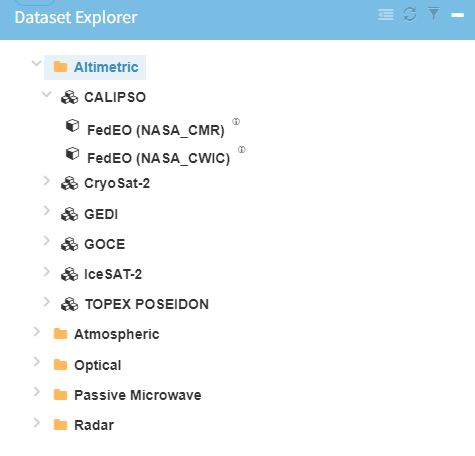 Dataset Explorer
Altimetric
CALIPSO
FedEO (NASA_CMR)
FedEO (NASA_CWIC)
CryoSat-2
GEDI
GOCE
IceSAT-2
TOPEX POSEIDON
Atmospheric
Optical
Passive Microwave
Radar